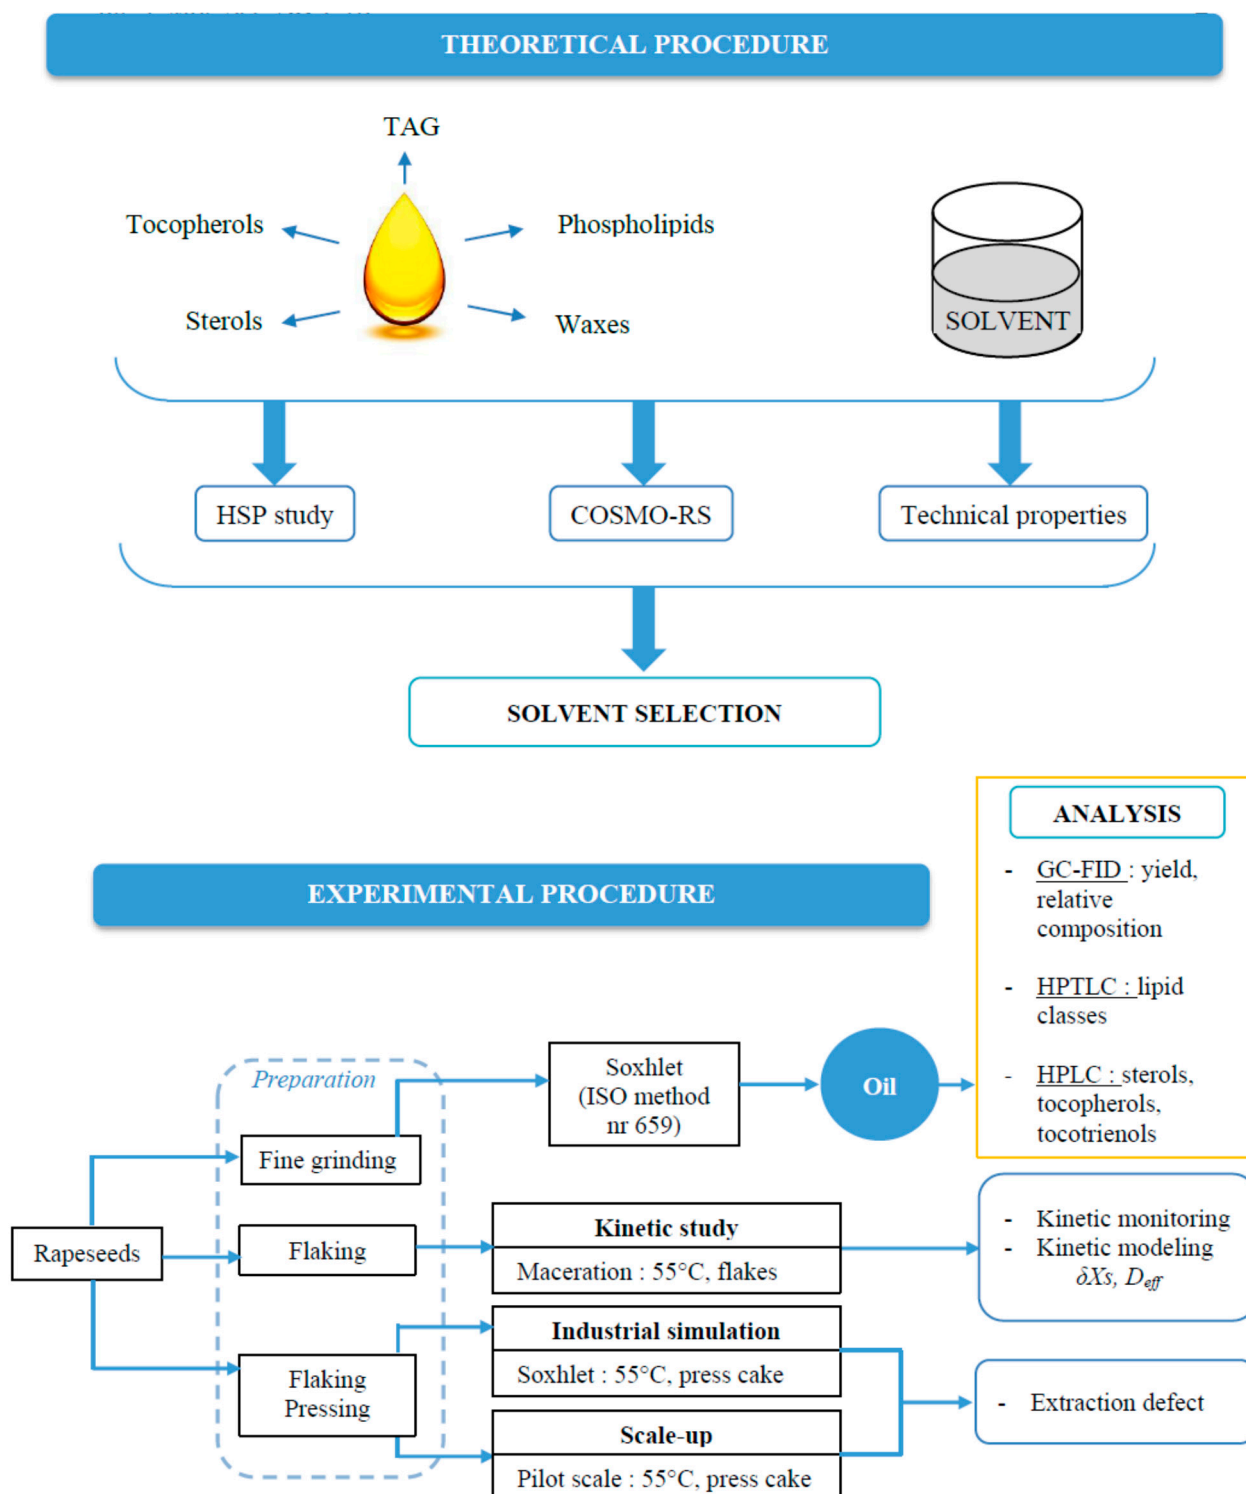 THEORETICAL PROCEDURE
TAG
Tocopherols
Phospholipids
Sterols
Waxes
SOLVENT
HSP study
COSMO-RS
Technical properties
SOLVENT SELECTION
ANALYSIS
- GC-FID : yield,
relative
composition
- HPTLC : lipid
classes
- HPLC : sterols,
tocopherols,
tocotrienols
EXPERIMENTAL PROCEDURE
Preparation
Soxhlet
(ISO method
nr 659)
Oil
Fine grinding
Rapeseeds
Flaking
Kinetic study
Maceration : 55°C, flakes
- Kinetic monitoring
- Kinetic modeling
δXs, Deff
Flaking
Pressing
Industrial simulation
Soxhlet : 55°C, press cake
Scale-up
Pilot scale : 55°C, press cake
- Extraction defect